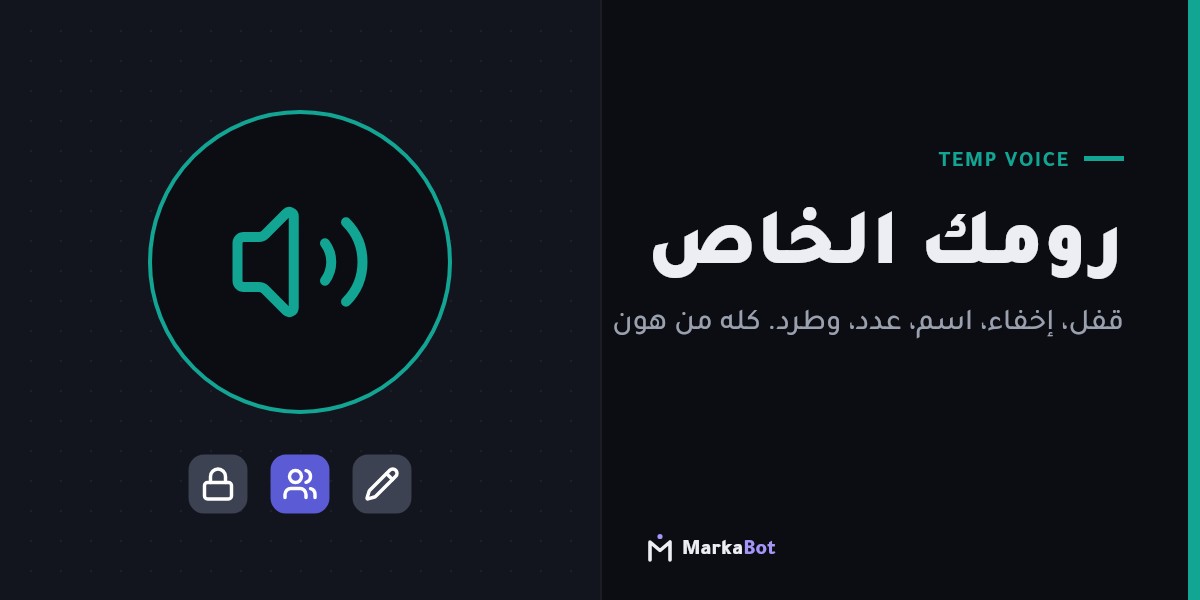 TEMP VOICE
رومك الخاص
قفل، إخفاء، اسم، عدد، وطرد. كله من هون
MarkaBot